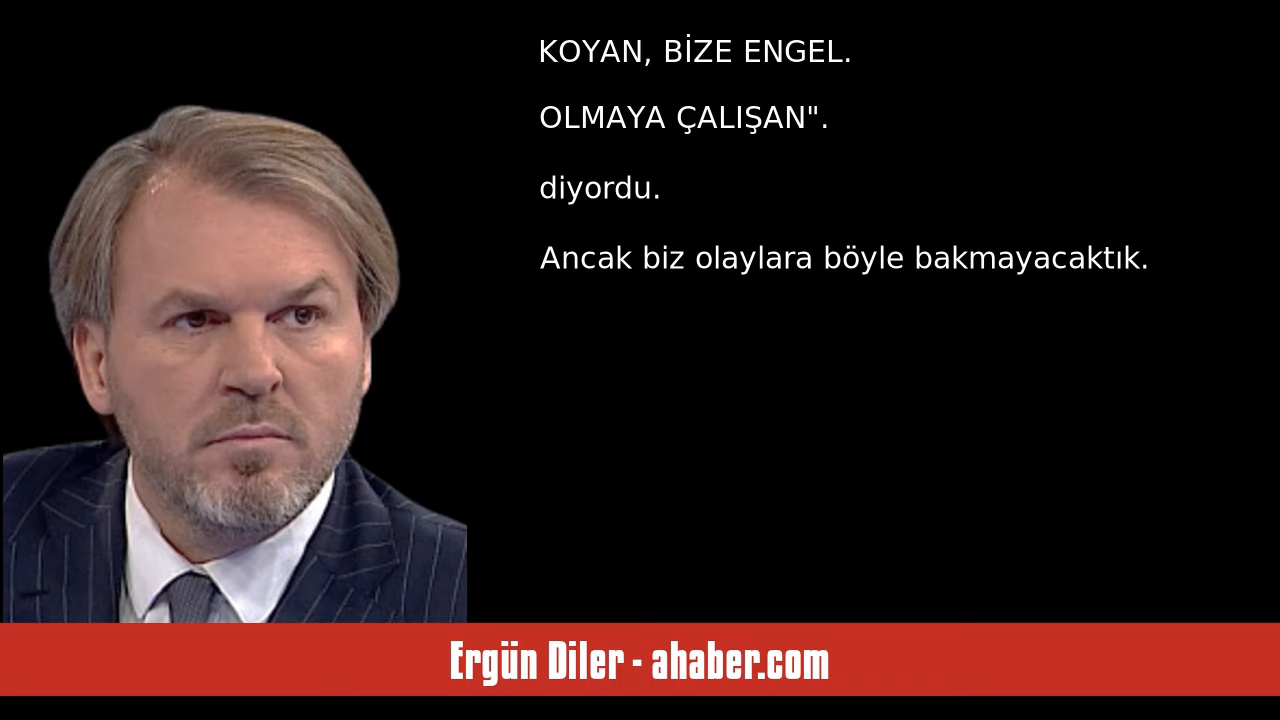 KOYAN, BİZE ENGEL.
OLMAYA ÇALIŞAN".
diyordu.
Ancak biz olaylara böyle bakmayacaktık.
Ergün Diler - ahaber.com